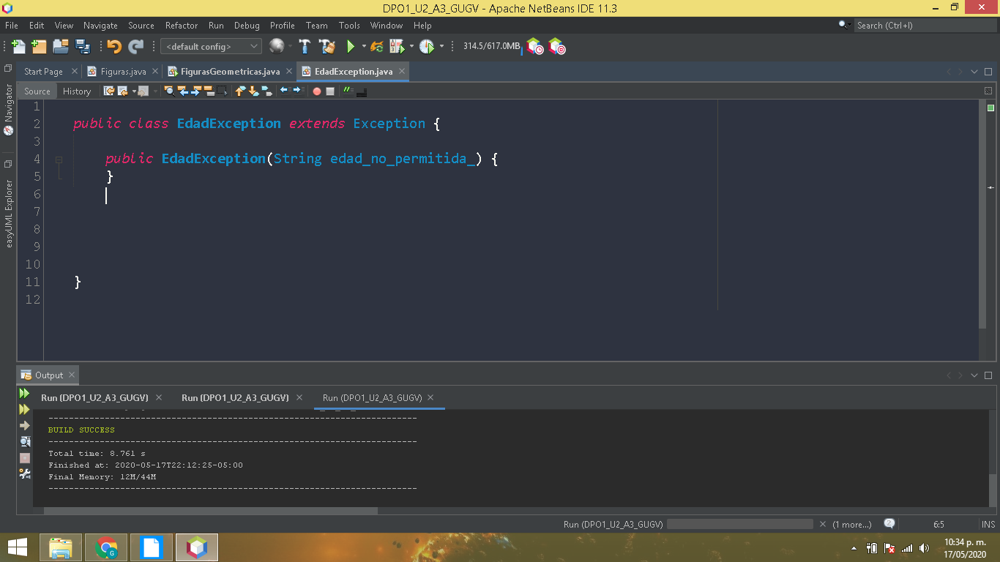 DPO1_U2_A3_GUGV - Apache NetBeans IDE 11.3
File Edit View Navigate Source Refactor Run Debug Profile Team Tools Window Help
Search (Ctrl+I)
<default config>
314.5/617.0MB
Start Page Figuras.java FigurasGeometricas.java EdadException.java
Source History
Navigator
easyUML Explorer
1
2 public class EdadException extends Exception {
3
4 public EdadException(String edad_no_permitida_) {
5 }
6
7
8
9
10
11 }
12
Output
Run (DPO1_U2_A3_GUGV) Run (DPO1_U2_A3_GUGV) Run (DPO1_U2_A3_GUGV)
------------------------------------------------------------------------
BUILD SUCCESS
------------------------------------------------------------------------
Total time: 8.761 s
Finished at: 2020-05-17T22:12:25-05:00
Final Memory: 12M/44M
------------------------------------------------------------------------
Run (DPO1_U2_A3_GUGV) (1 more...) 6:5 INS
10:34 p. m.
17/05/2020